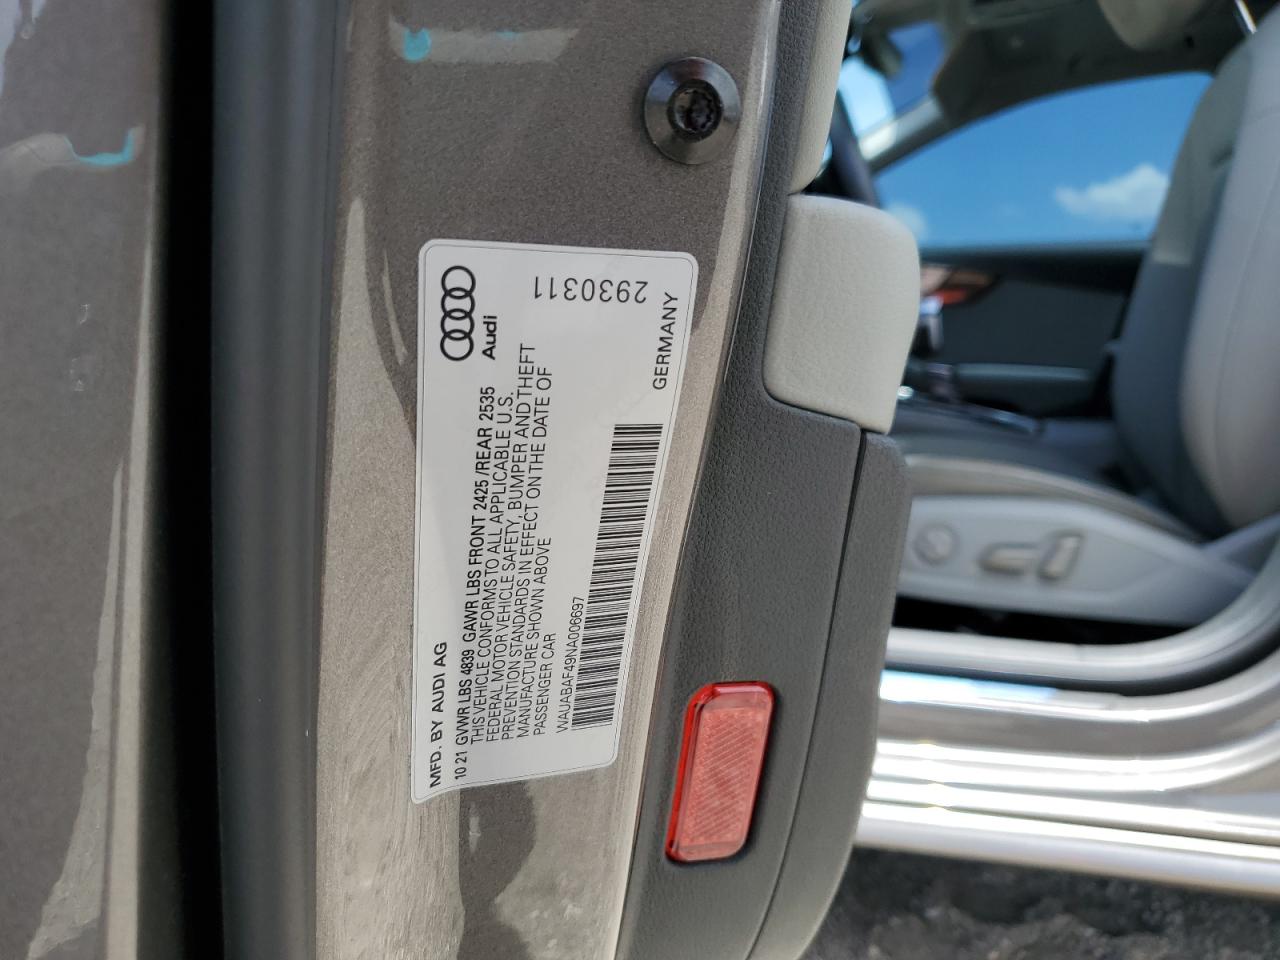 MFD. BY AUDI AG
Audi
10 21 GVWR LBS 4839 GAWR LBS FRONT 2425 /REAR 2535
THIS VEHICLE CONFORMS TO ALL APPLICABLE U.S.
FEDERAL MOTOR VEHICLE SAFETY, BUMPER AND THEFT
PREVENTION STANDARDS IN EFFECT ON THE DATE OF
MANUFACTURE SHOWN ABOVE
PASSENGER CAR
WAUABAF49NA006697
GERMANY
2930311